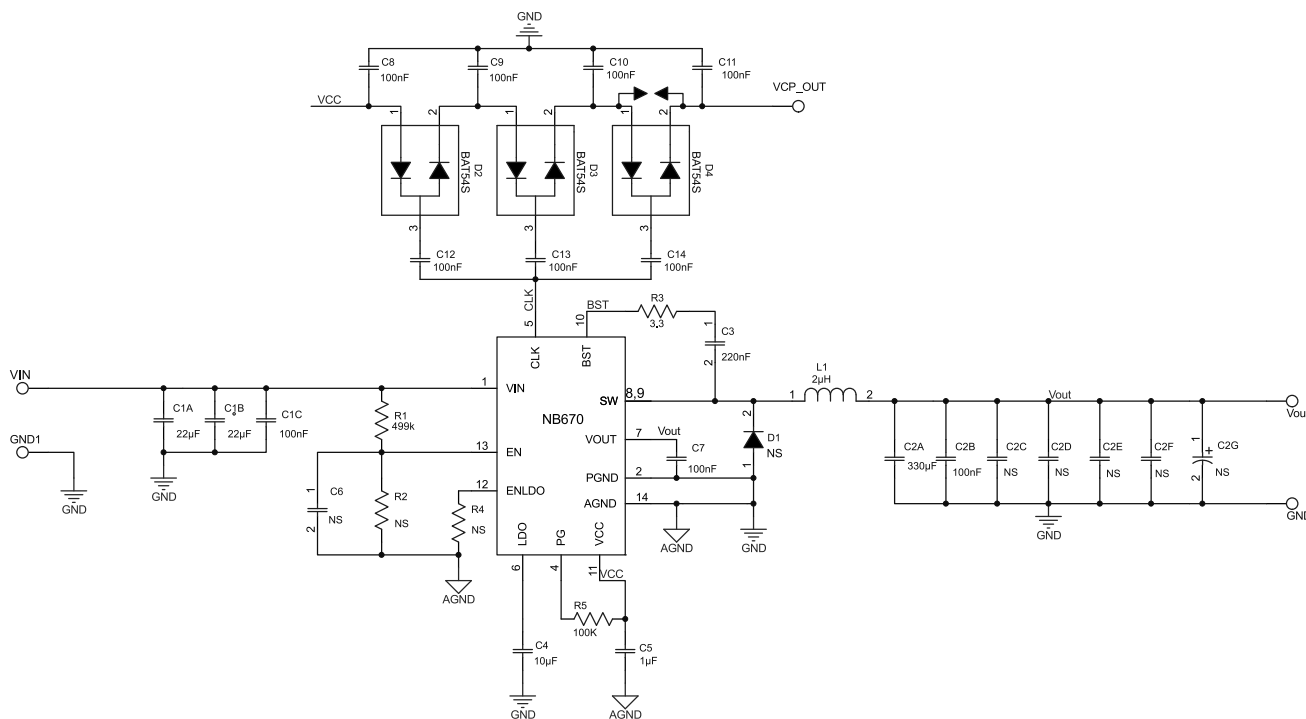 GND
C8
100nF
C9
100nF
C10
100nF
C11
100nF
VCC
VCP_OUT
1
2
1
2
1
2
D2
BAT54S
D3
BAT54S
D4
BAT54S
3
3
3
C12
100nF
C13
100nF
C14
100nF
CLK
5
BST
10
R3
3.3
1
C3
220nF
2
CLK
BST
VIN
1
VIN
SW
8,9
L1
2µH
1
2
Vout
Vou
C1A
22µF
C1B
22µF
C1C
100nF
R1
499k
NB670
GND1
GND
GND
13
EN
VOUT
7
Vout
C7
100nF
2
D1
NS
1
C2A
330µF
C2B
100nF
C2C
NS
C2D
NS
C2E
NS
C2F
NS
1
+
C2G
NS
2
12
ENLDO
PGND
2
AGND
14
1
C6
NS
2
R2
NS
R4
NS
LDO
PG
VCC
AGND
GND
GND
GND
AGND
6
4
11
VCC
R5
100K
C4
10µF
C5
1µF
GND
AGND